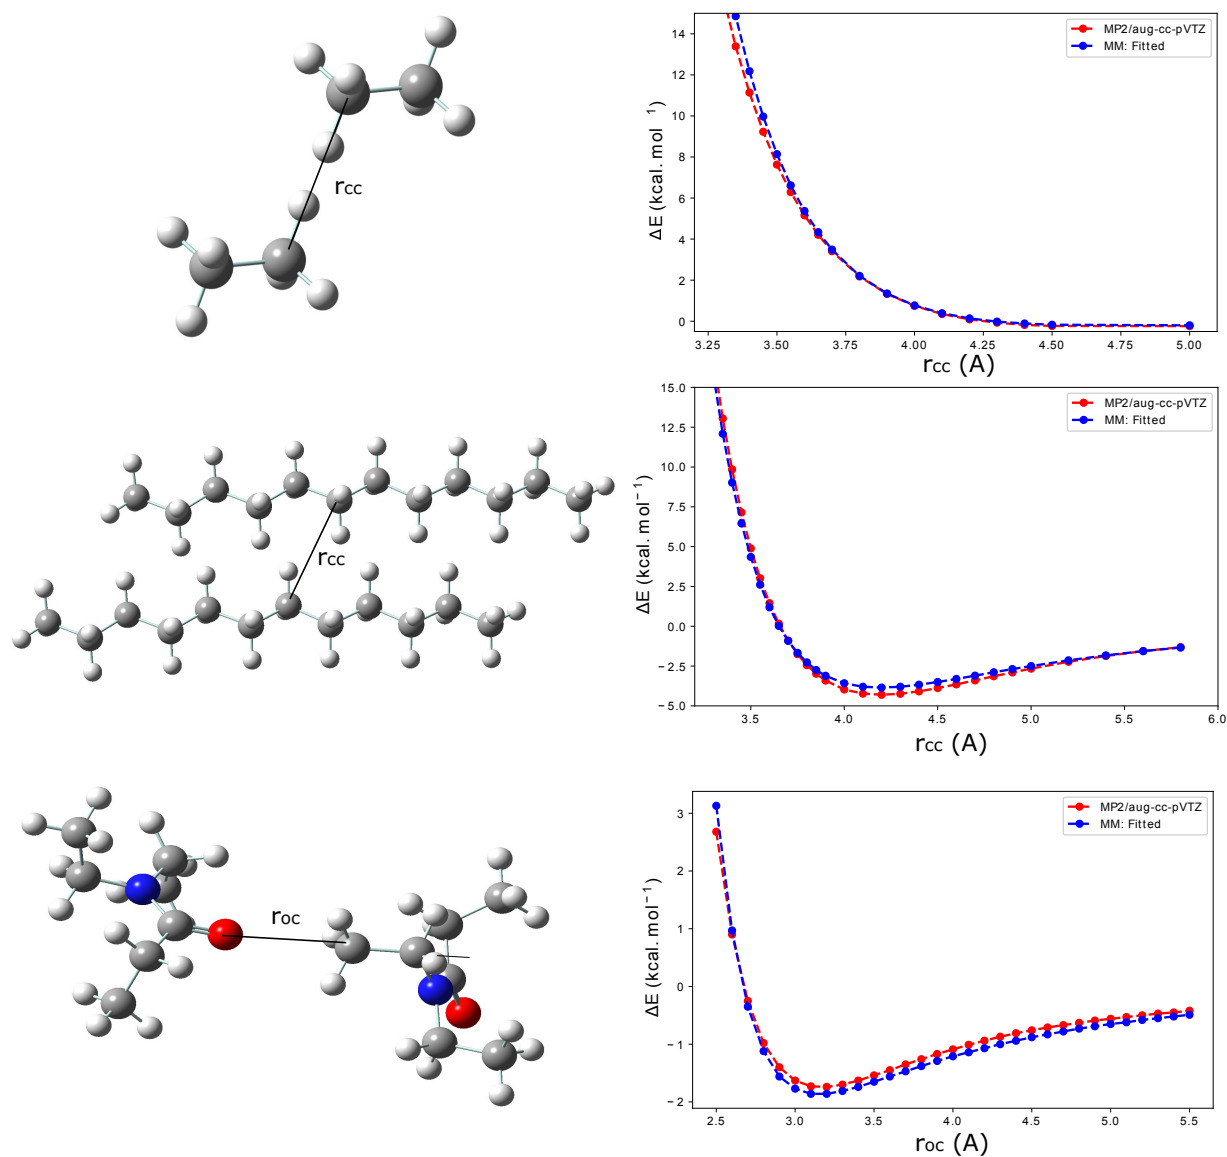 rcc
ΔE (kcal. mol 1)
14
12
10
8
6
4
2
0
MP2/aug-cc-pVTZ
MM: Fitted
3.25 3.50 3.75 4.00 4.25 4.50 4.75 5.00
rcc (A)
rcc
ΔE (kcal. mol−1)
15.0
12.5
10.0
7.5
5.0
2.5
0.0
−2.5
−5.0
MP2/aug-cc-pVTZ
MM: Fitted
3.5 4.0 4.5 5.0 5.5 6.0
rcc (A)
roc
ΔE (kcal. mol−1)
3
2
1
0
−1
−2
MP2/aug-cc-pVTZ
MM: Fitted
2.5 3.0 3.5 4.0 4.5 5.0 5.5
roc (A)